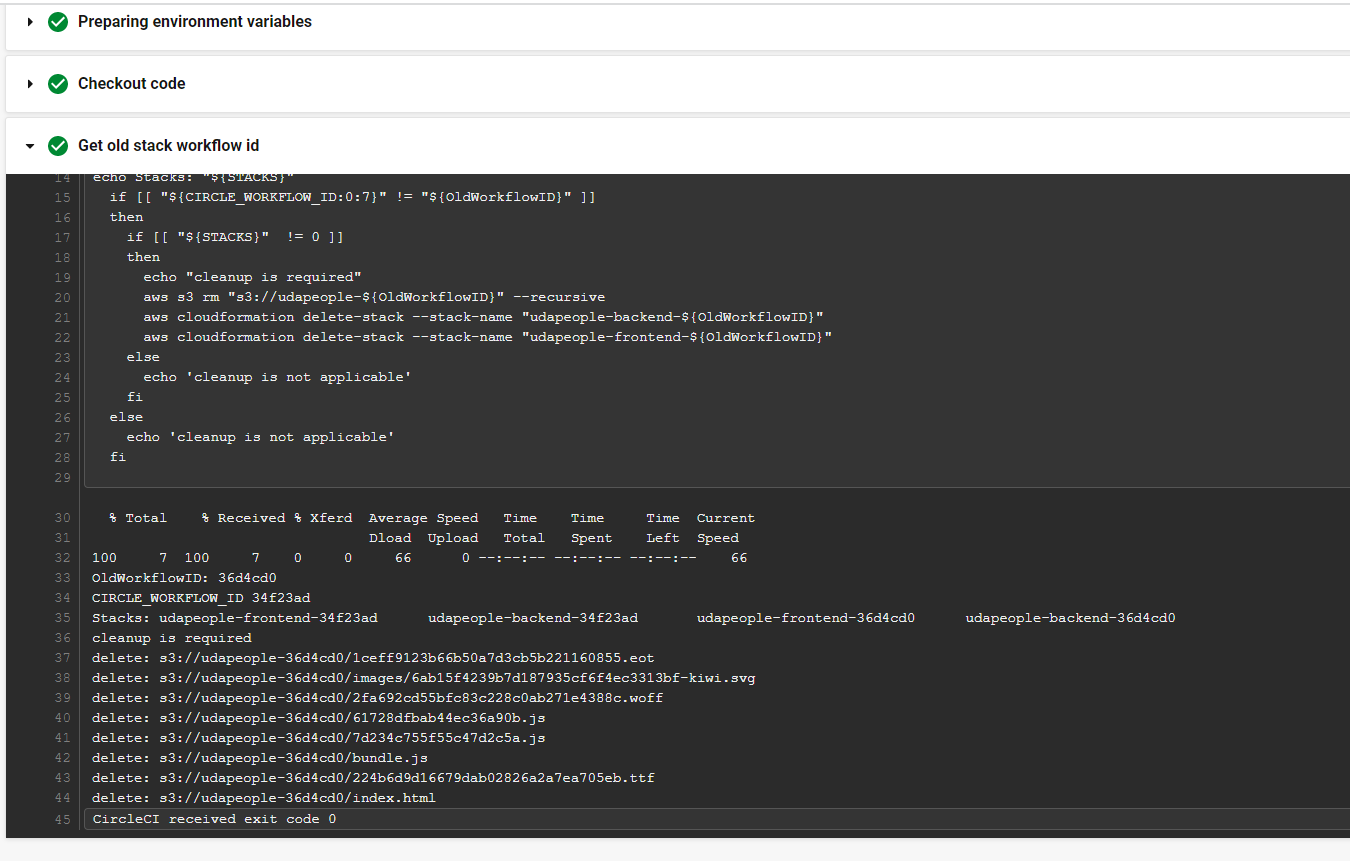 Preparing environment variables
Checkout code
Get old stack workflow id
14 echo Stacks: "${STACKS}"
15 if [[ "${CIRCLE_WORKFLOW_ID:0:7}" != "${OldWorkflowID}" ]]
16 then
17 if [[ "${STACKS}"  != 0 ]]
18 then
19 echo "cleanup is required"
20 aws s3 rm "s3://udapeople-${OldWorkflowID}" --recursive
21 aws cloudformation delete-stack --stack-name "udapeople-backend-${OldWorkflowID}"
22 aws cloudformation delete-stack --stack-name "udapeople-frontend-${OldWorkflowID}"
23 else
24 echo 'cleanup is not applicable'
25 fi
26 else
27 echo 'cleanup is not applicable'
28 fi
29
30 % Total    % Received % Xferd  Average Speed   Time    Time     Time  Current
31 Dload  Upload   Total   Spent    Left  Speed
32 100     7  100     7    0     0     66      0 --:--:-- --:--:-- --:--:--    66
33 OldWorkflowID: 36d4cd0
34 CIRCLE_WORKFLOW_ID 34f23ad
35 Stacks: udapeople-frontend-34f23ad      udapeople-backend-34f23ad       udapeople-frontend-36d4cd0      udapeople-backend-36d4cd0
36 cleanup is required
37 delete: s3://udapeople-36d4cd0/1ceff9123b66b50a7d3cb5b221160855.eot
38 delete: s3://udapeople-36d4cd0/images/6ab15f4239b7d187935cf6f4ec3313bf-kiwi.svg
39 delete: s3://udapeople-36d4cd0/2fa692cd55bfc83c228c0ab271e4388c.woff
40 delete: s3://udapeople-36d4cd0/61728dfbab44ec36a90b.js
41 delete: s3://udapeople-36d4cd0/7d234c755f55c47d2c5a.js
42 delete: s3://udapeople-36d4cd0/bundle.js
43 delete: s3://udapeople-36d4cd0/224b6d9d16679dab02826a2a7ea705eb.ttf
44 delete: s3://udapeople-36d4cd0/index.html
45 CircleCI received exit code 0